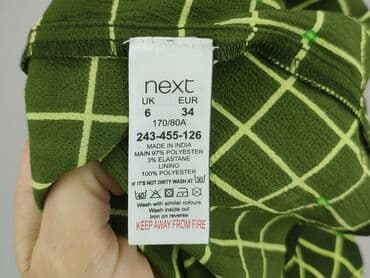 next
UK EUR
6 34
170/80A
243-455-126
MADE IN INDIA
MAIN 97% POLYESTER
3% ELASTANE
LINING
100% POLYESTER
IF IT'S NOT DIRTY WASH AT
Wash with similar colours
Wash inside out
Iron on reverse
KEEP AWAY FROM FIRE